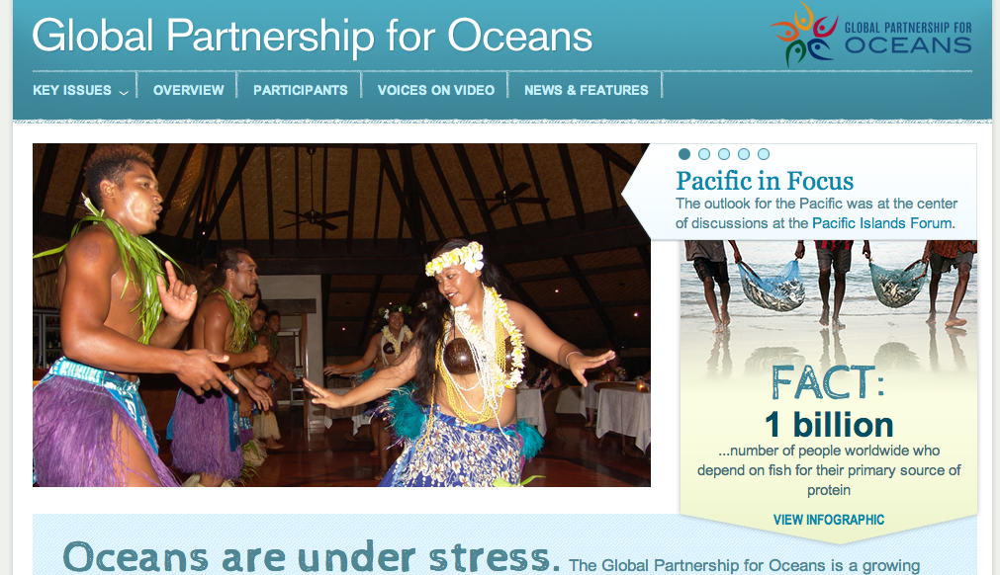 Global Partnership for Oceans
GLOBAL PARTNERSHIP FOR
OCEANS
KEY ISSUES
OVERVIEW
PARTICIPANTS
VOICES ON VIDEO
NEWS & FEATURES
Pacific in Focus
The outlook for the Pacific was at the center
of discussions at the Pacific Islands Forum.
FACT:
1 billion
...number of people worldwide who
depend on fish for their primary source of
protein
VIEW INFOGRAPHIC
Oceans are under stress. The Global Partnership for Oceans is a growing